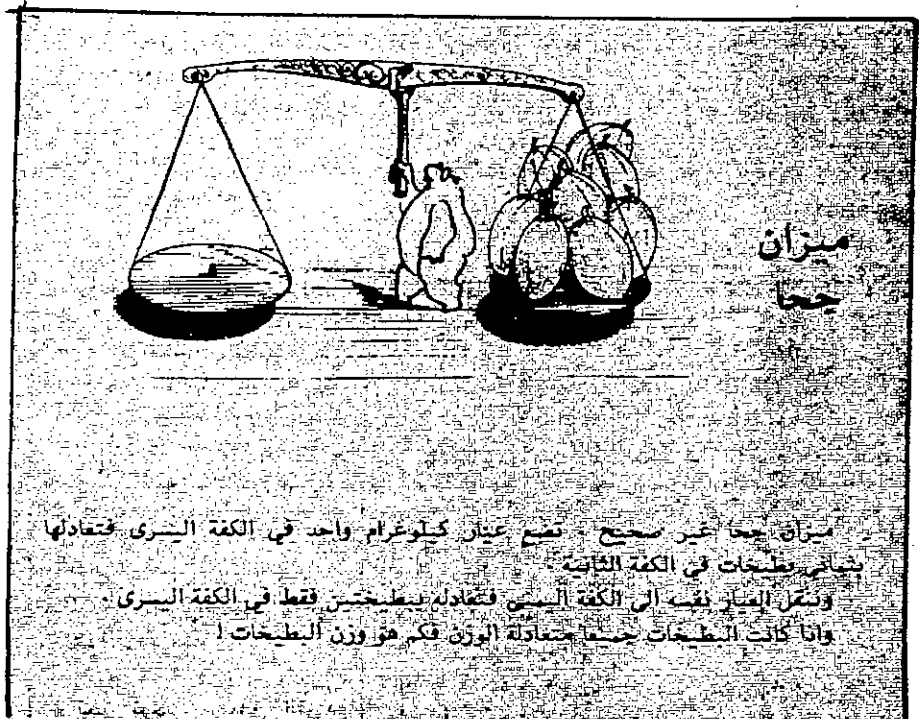 ميزان
جحا
ميزان جحا غير صحيح . تضع عيار كيلوغرام واحد في الكفة اليسرى فتعادلها
بثماني بطيخات في الكفة الثانية .
وتنقل العيار نفسه الى الكفة اليمنى فتعادله ببطيختين فقط في الكفة اليسرى .
واذا كانت البطيخات جميعا متعادلة الوزن فكم هو وزن البطيخات !